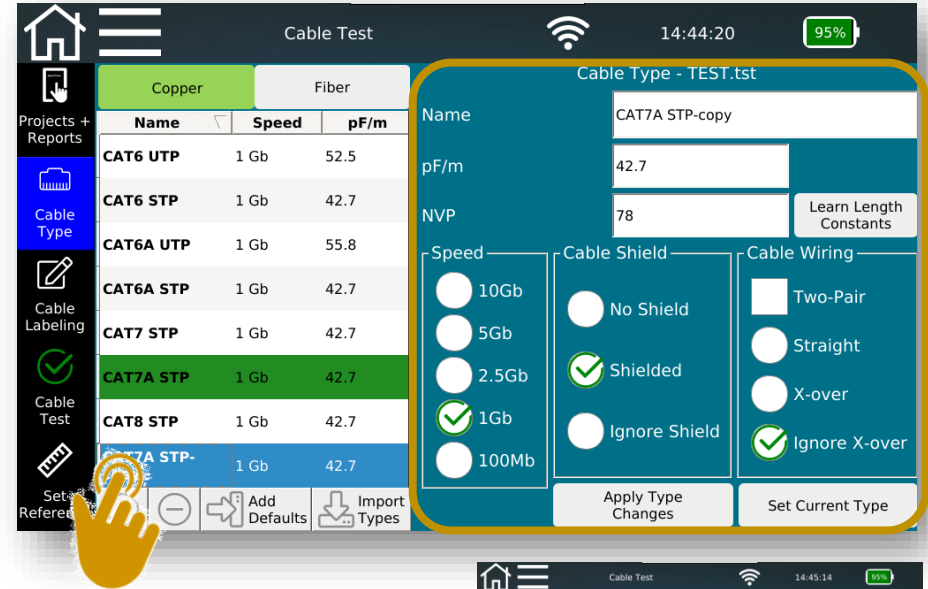 Cable Test
14:44:20
95%
Projects +
Reports
Cable
Type
Cable
Labeling
Cable
Test
Set
Copper
Fiber
Name
Speed
pF/m
CAT6 UTP
1 Gb
52.5
CAT6 STP
1 Gb
42.7
CAT6A UTP
1 Gb
55.8
CAT6A STP
1 Gb
42.7
CAT7 STP
1 Gb
42.7
CAT7A STP
1 Gb
42.7
CAT8 STP
1 Gb
42.7
STP-
1 Gb
42.7
Add
Defaults
Import
Types
Cable Type - TEST.tst
Name
CAT7A STP-copy
pF/m
42.7
NVP
78
Learn Length
Constants
Speed
10Gb
5Gb
2.5Gb
1Gb
100Mb
Cable Shield
No Shield
Shielded
Ignore Shield
Cable Wiring
Two-Pair
Straight
X-over
Ignore X-over
Apply Type
Changes
Set Current Type
Cable Test
14:45:14
95%